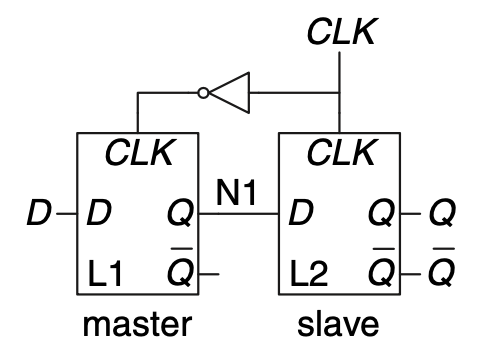 CLK
CLK CLK
D D Q N1 D Q Q
L1 Q̅ L2 Q̅ Q̅
master slave